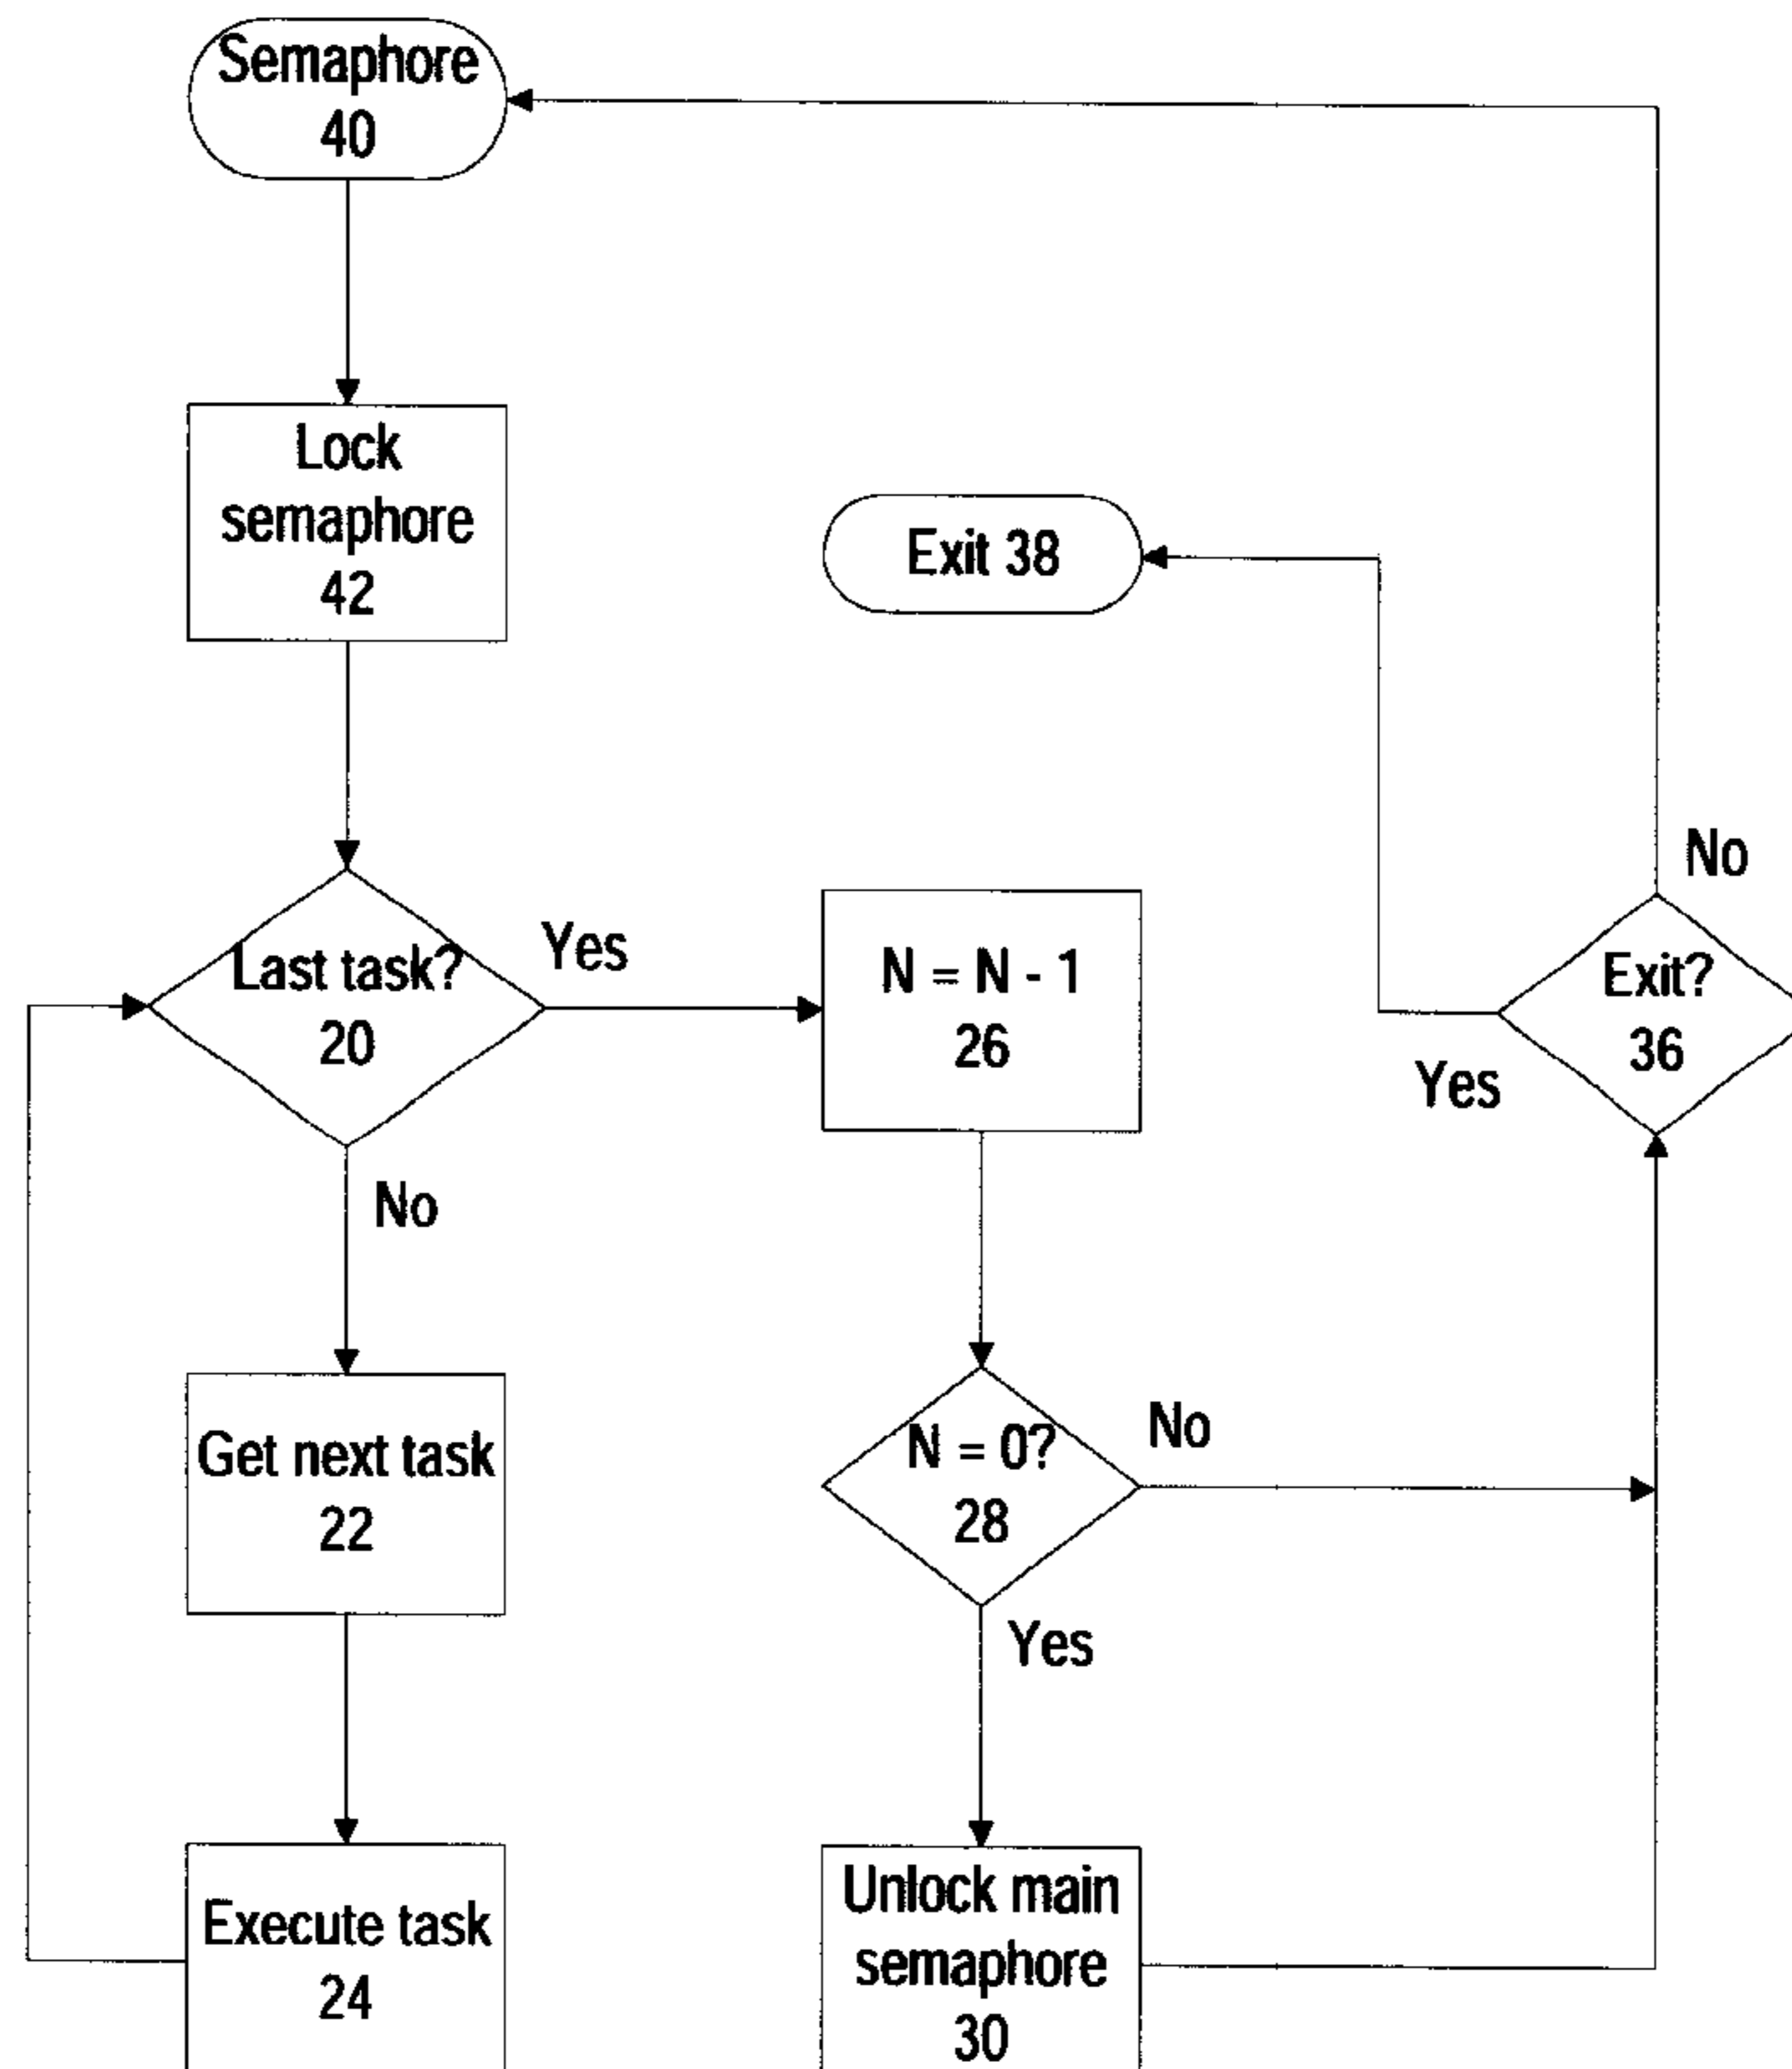 Semaphore
40
Lock
semaphore
42
Exit 38
No
Last task?
20
Yes
N = N - 1
26
Exit?
36
Yes
No
Get next task
22
N = 0?
28
No
Yes
Execute task
24
Unlock main
semaphore
30